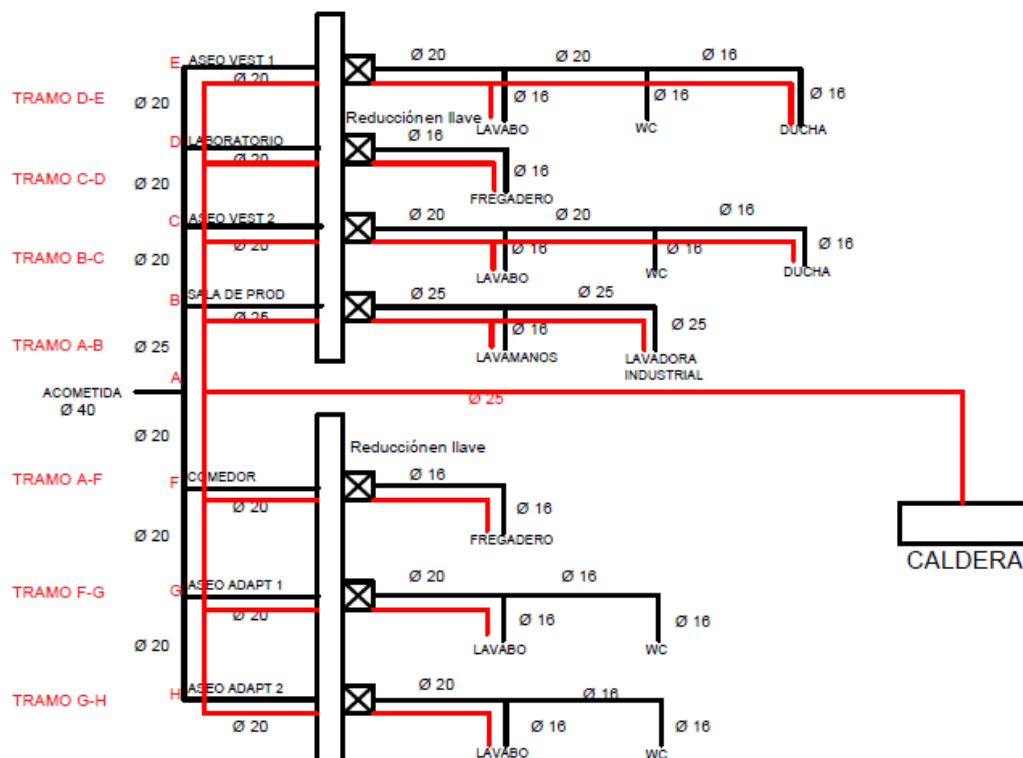 Ø 20
Ø 20
Ø 16
E
ASEO VEST 1
Ø 20
TRAMO D-E
Ø 20
Ø 16
Ø 16
Ø 16
Reducción en llave
LAVABO
WC
DUCHA
D
LABORATORIO
Ø 20
Ø 16
TRAMO C-D
Ø 20
Ø 16
FREGADERO
C
ASEO VEST 2
Ø 20
Ø 20
Ø 20
Ø 16
TRAMO B-C
Ø 20
Ø 16
Ø 16
Ø 16
LAVABO
WC
DUCHA
B
SALA DE PROD
Ø 25
Ø 25
Ø 25
TRAMO A-B
Ø 25
Ø 16
Ø 25
LAVAMANOS
LAVADORA
INDUSTRIAL
A
ACOMETIDA
Ø 40
Ø 25
Ø 20
Reducción en llave
TRAMO A-F
F
COMEDOR
Ø 20
Ø 16
Ø 20
Ø 16
FREGADERO
CALDERA
TRAMO F-G
G
ASEO ADAPT 1
Ø 20
Ø 20
Ø 16
Ø 20
Ø 16
Ø 16
LAVABO
WC
TRAMO G-H
H
ASEO ADAPT 2
Ø 20
Ø 20
Ø 16
Ø 16
Ø 16
LAVABO
WC